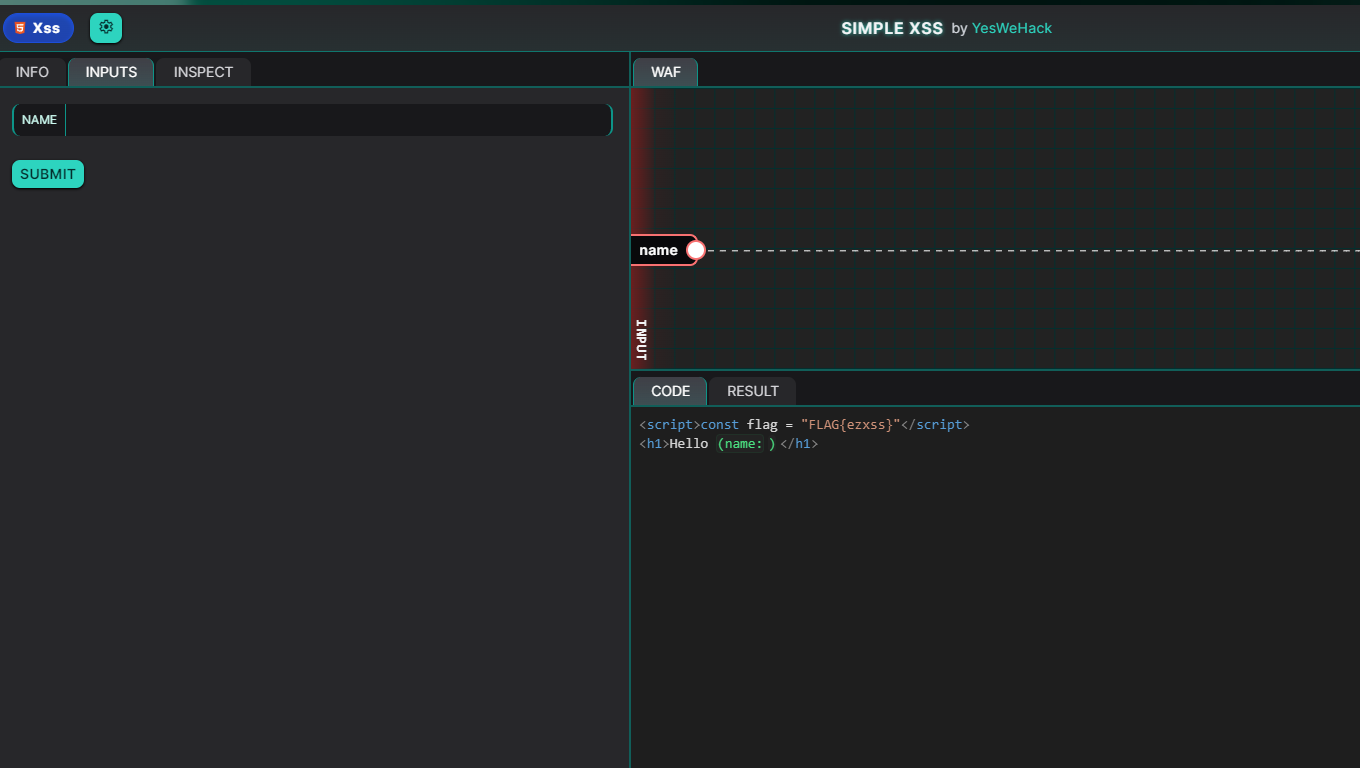 Xss
SIMPLE XSS by YesWeHack
INFO INPUTS INSPECT
NAME
SUBMIT
WAF
name
INPUT
CODE RESULT
<script>const flag = "FLAG{ezxss}"</script>
<h1>Hello (name: )</h1>